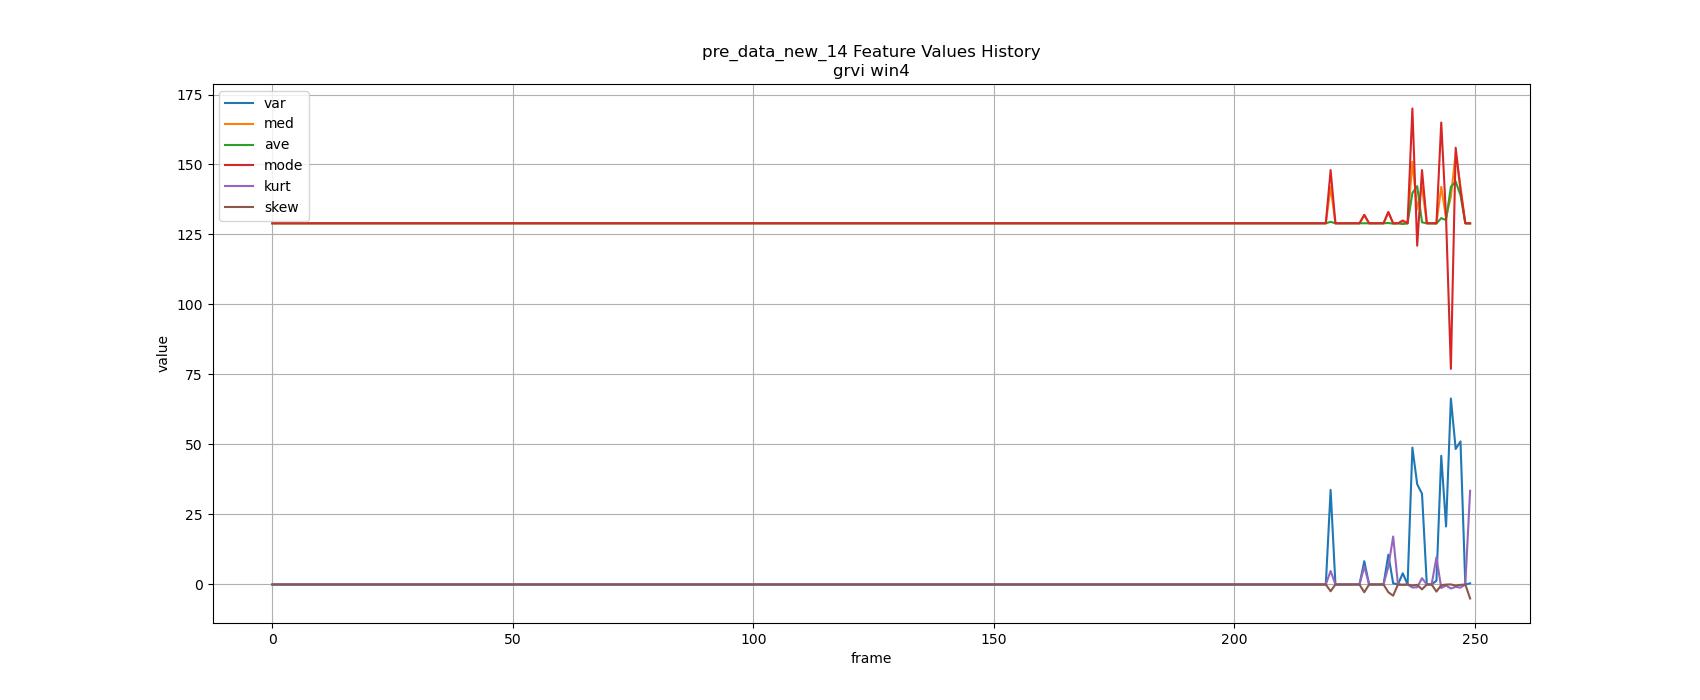 pre_data_new_14 Feature Values History
grvi win4
var
med
ave
mode
kurt
skew
175
150
125
100
75
50
25
0
value
0 50 100 150 200 250
frame